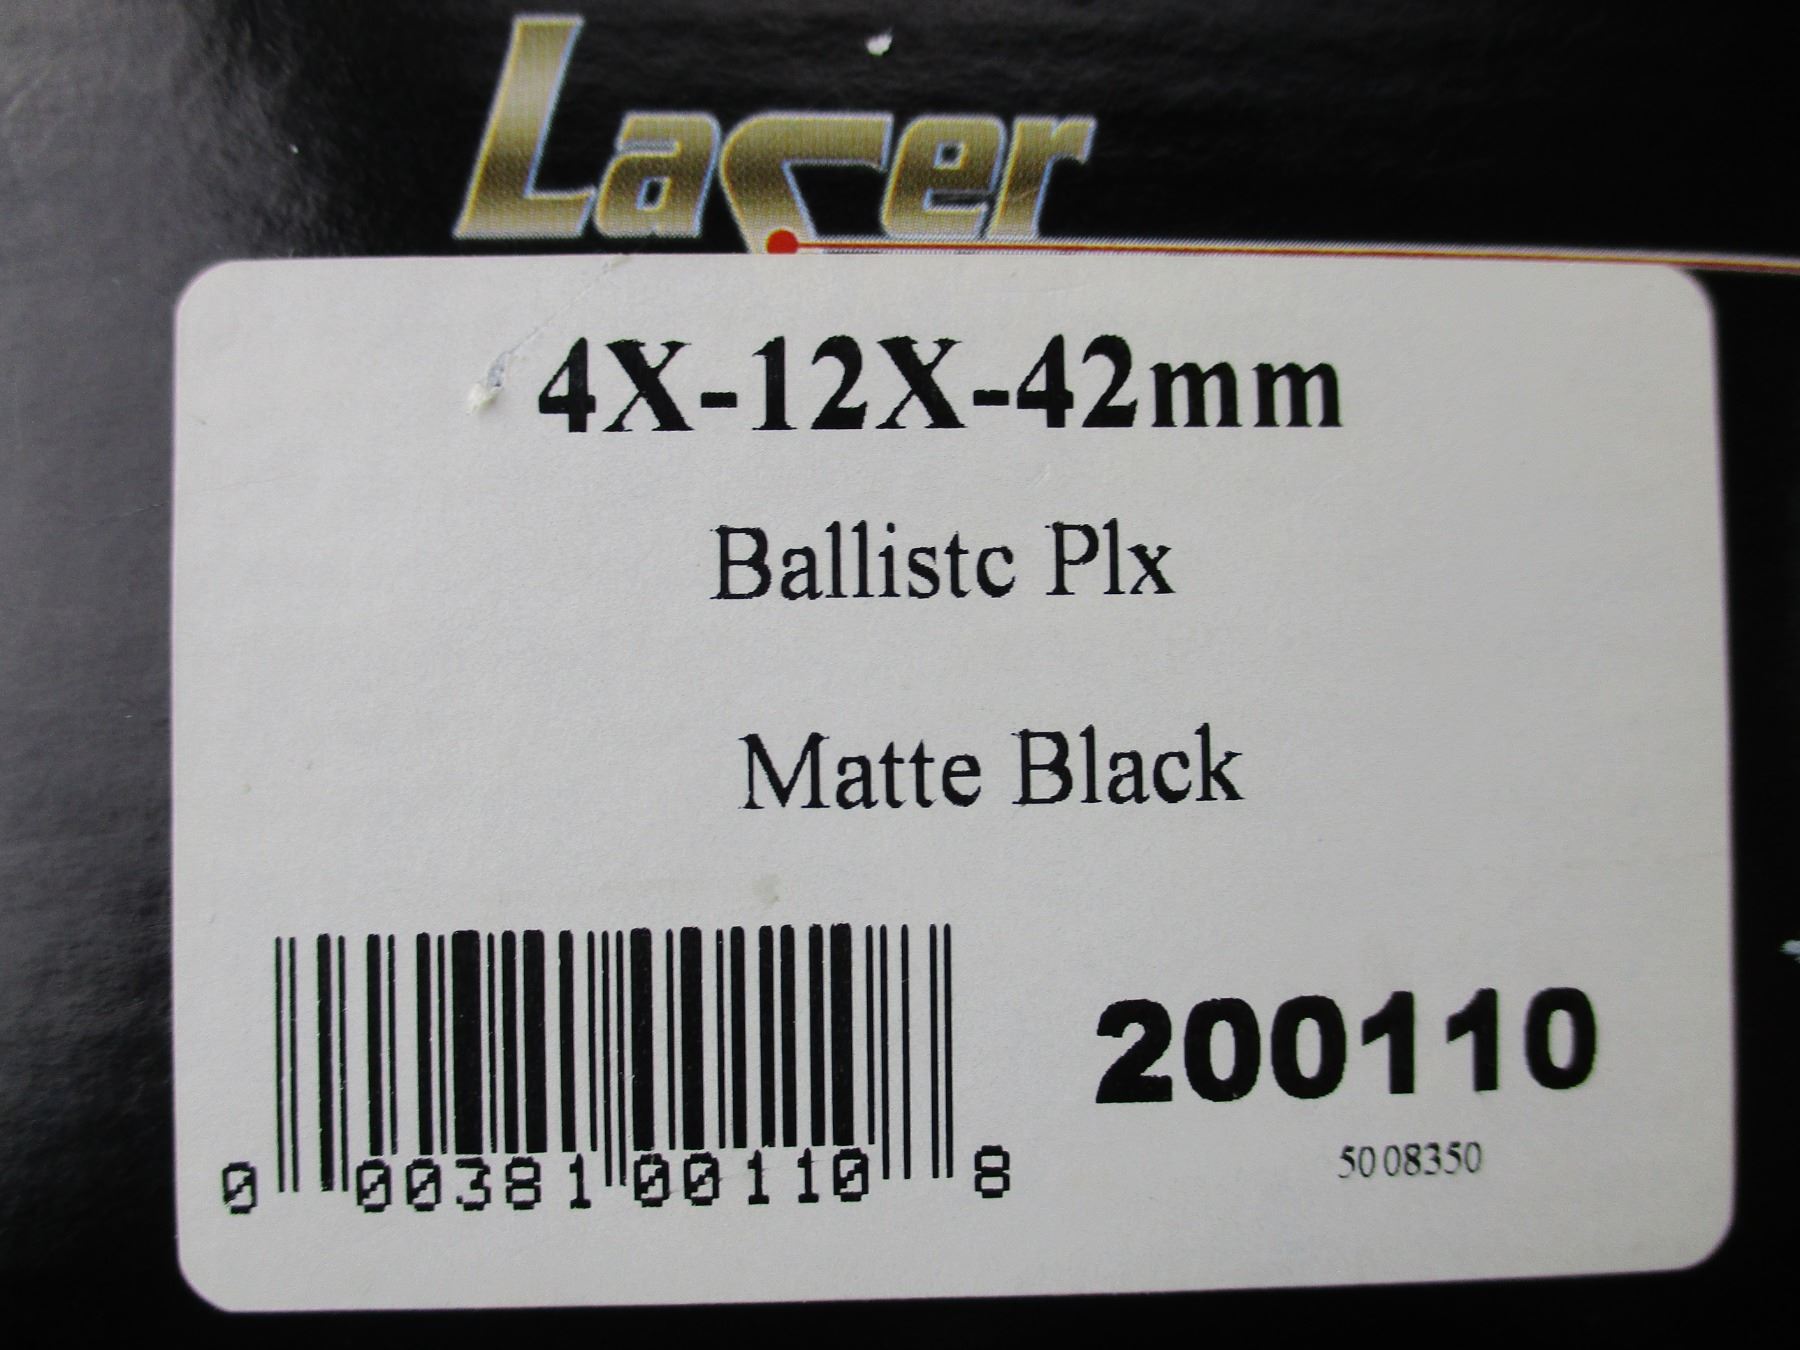 Laser
4X-12X-42mm
Ballistc Plx
Matte Black
200110
5008350
0 00381 00110 8